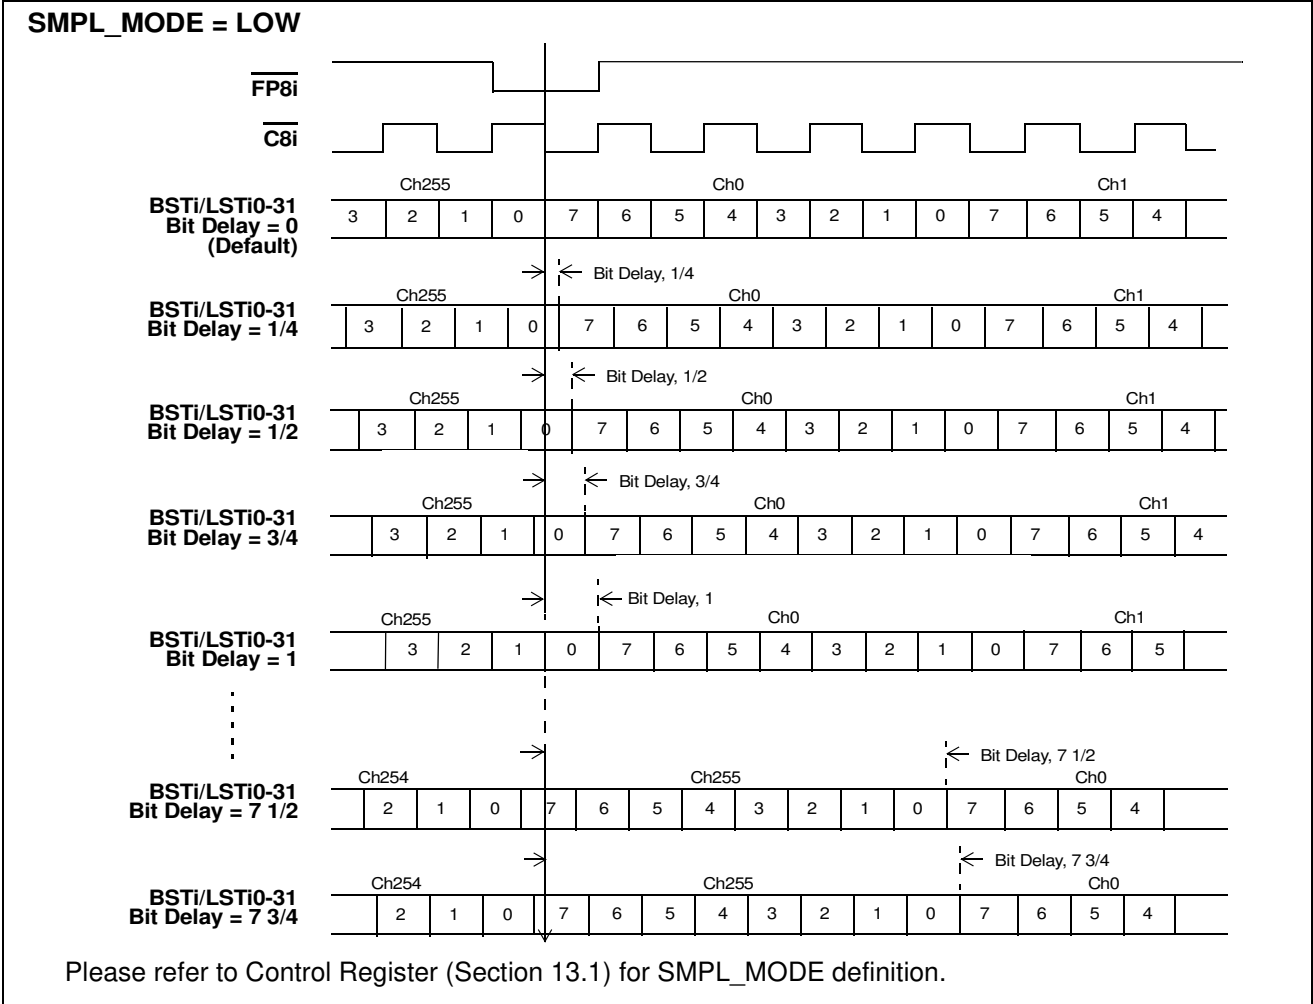 SMPL_MODE = LOW
FP8i
C8i
Ch255 Ch0 Ch1
BSTi/LSTi0-31
Bit Delay = 0
(Default)
3 2 1 0 7 6 5 4 3 2 1 0 7 6 5 4
Bit Delay, 1/4
Ch255 Ch0 Ch1
BSTi/LSTi0-31
Bit Delay = 1/4
3 2 1 0 7 6 5 4 3 2 1 0 7 6 5 4
Bit Delay, 1/2
Ch255 Ch0 Ch1
BSTi/LSTi0-31
Bit Delay = 1/2
3 2 1 0 7 6 5 4 3 2 1 0 7 6 5 4
Bit Delay, 3/4
Ch255 Ch0 Ch1
BSTi/LSTi0-31
Bit Delay = 3/4
3 2 1 0 7 6 5 4 3 2 1 0 7 6 5 4
Bit Delay, 1
Ch255 Ch0 Ch1
BSTi/LSTi0-31
Bit Delay = 1
3 2 1 0 7 6 5 4 3 2 1 0 7 6 5
Bit Delay, 7 1/2
Ch254 Ch255 Ch0
BSTi/LSTi0-31
Bit Delay = 7 1/2
2 1 0 7 6 5 4 3 2 1 0 7 6 5 4
Bit Delay, 7 3/4
Ch254 Ch255 Ch0
BSTi/LSTi0-31
Bit Delay = 7 3/4
2 1 0 7 6 5 4 3 2 1 0 7 6 5 4
Please refer to Control Register (Section 13.1) for SMPL_MODE definition.